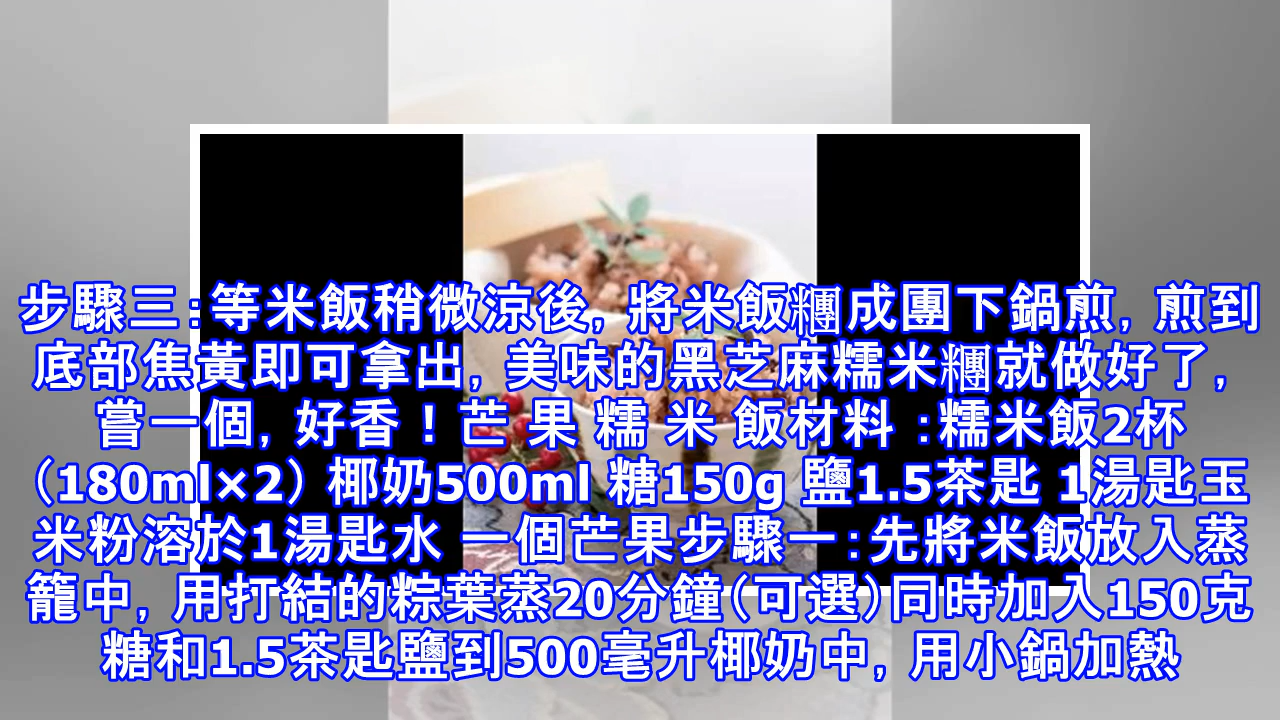 步驟三：等米飯稍微涼後，將米飯糰成團下鍋煎，煎到
底部焦黃即可拿出，美味的黑芝麻糯米糰就做好了，
嘗一個，好香！芒 果 糯 米 飯材料 :糯米飯2杯
（180ml×2）椰奶500ml 糖150g 鹽1.5茶匙 1湯匙玉
米粉溶於1湯匙水 一個芒果步驟一：先將米飯放入蒸
籠中，用打結的粽葉蒸20分鐘（可選）同時加入150克
糖和1.5茶匙鹽到500毫升椰奶中，用小鍋加熱